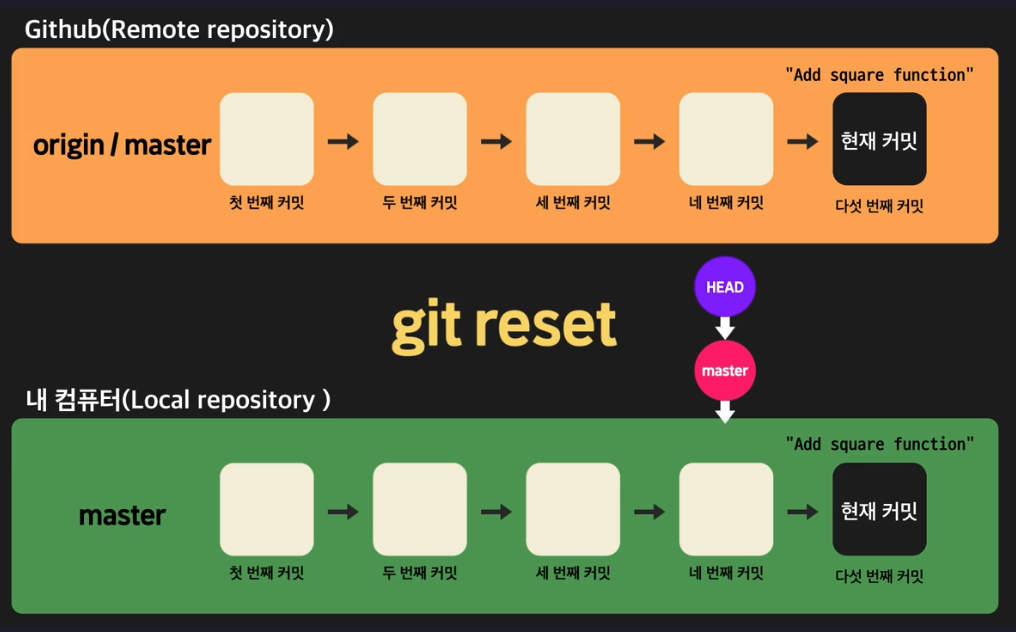 Github(Remote repository)
"Add square function"
origin / master
현재 커밋
첫 번째 커밋
두 번째 커밋
세 번째 커밋
네 번째 커밋
다섯 번째 커밋
git reset
HEAD
master
내 컴퓨터(Local repository )
"Add square function"
master
현재 커밋
첫 번째 커밋
두 번째 커밋
세 번째 커밋
네 번째 커밋
다섯 번째 커밋